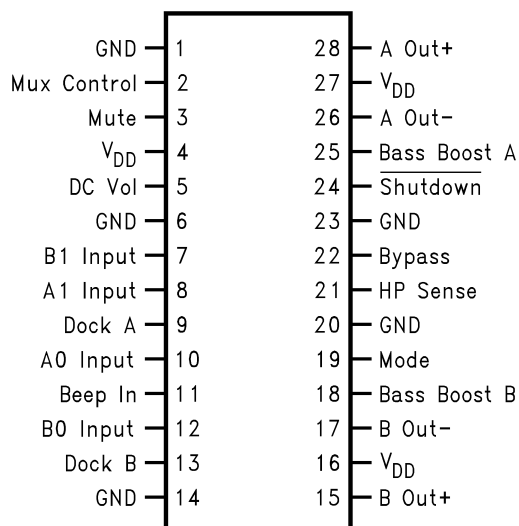 GND 1 28 A Out+
Mux Control 2 27 VDD
Mute 3 26 A Out-
VDD 4 25 Bass Boost A
DC Vol 5 24 Shutdown
GND 6 23 GND
B1 Input 7 22 Bypass
A1 Input 8 21 HP Sense
Dock A 9 20 GND
A0 Input 10 19 Mode
Beep In 11 18 Bass Boost B
B0 Input 12 17 B Out-
Dock B 13 16 VDD
GND 14 15 B Out+